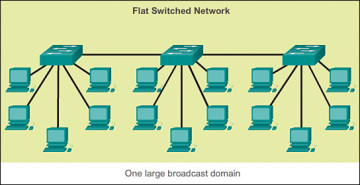 Flat Switched Network
One large broadcast domain